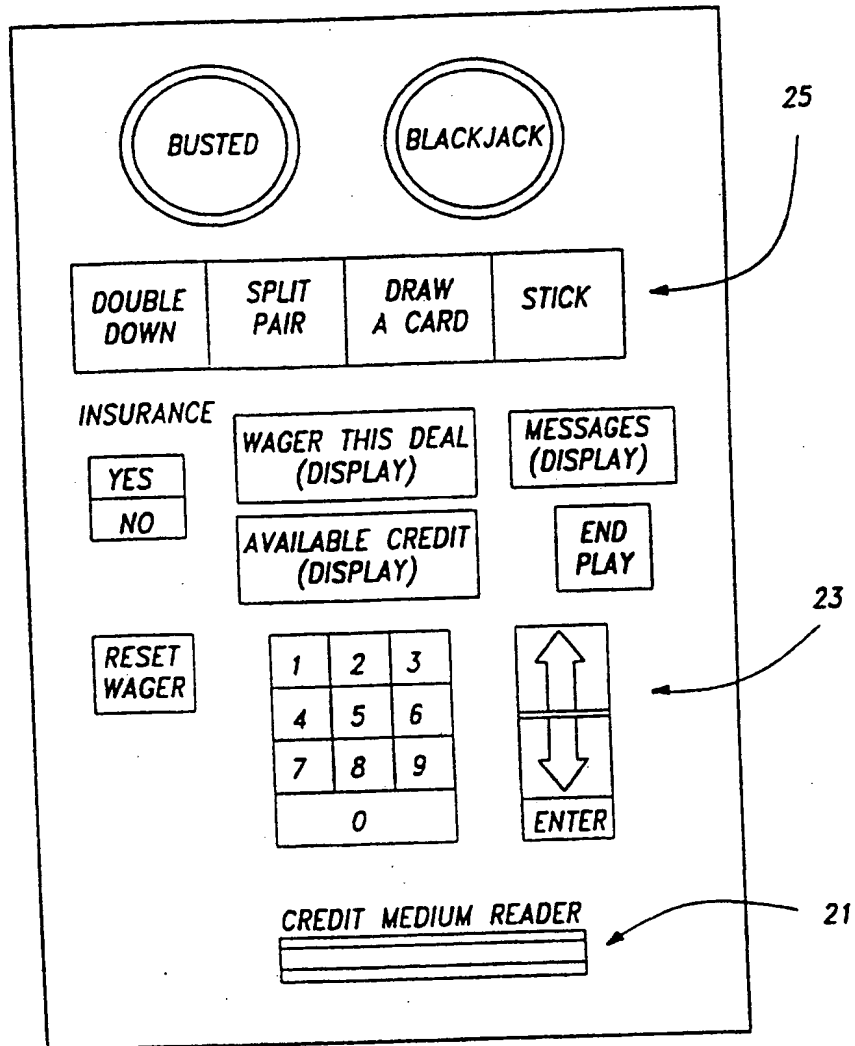 BUSTED
BLACKJACK
25
DOUBLE
DOWN
SPLIT
PAIR
DRAW
A CARD
STICK
INSURANCE
YES
NO
WAGER THIS DEAL
(DISPLAY)
MESSAGES
(DISPLAY)
AVAILABLE CREDIT
(DISPLAY)
END
PLAY
23
RESET
WAGER
1 2 3
4 5 6
7 8 9
0
ENTER
CREDIT MEDIUM READER
21